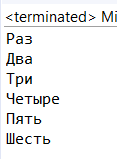 <terminated> Mi
Раз
Два
Три
Четыре
Пять
Шесть